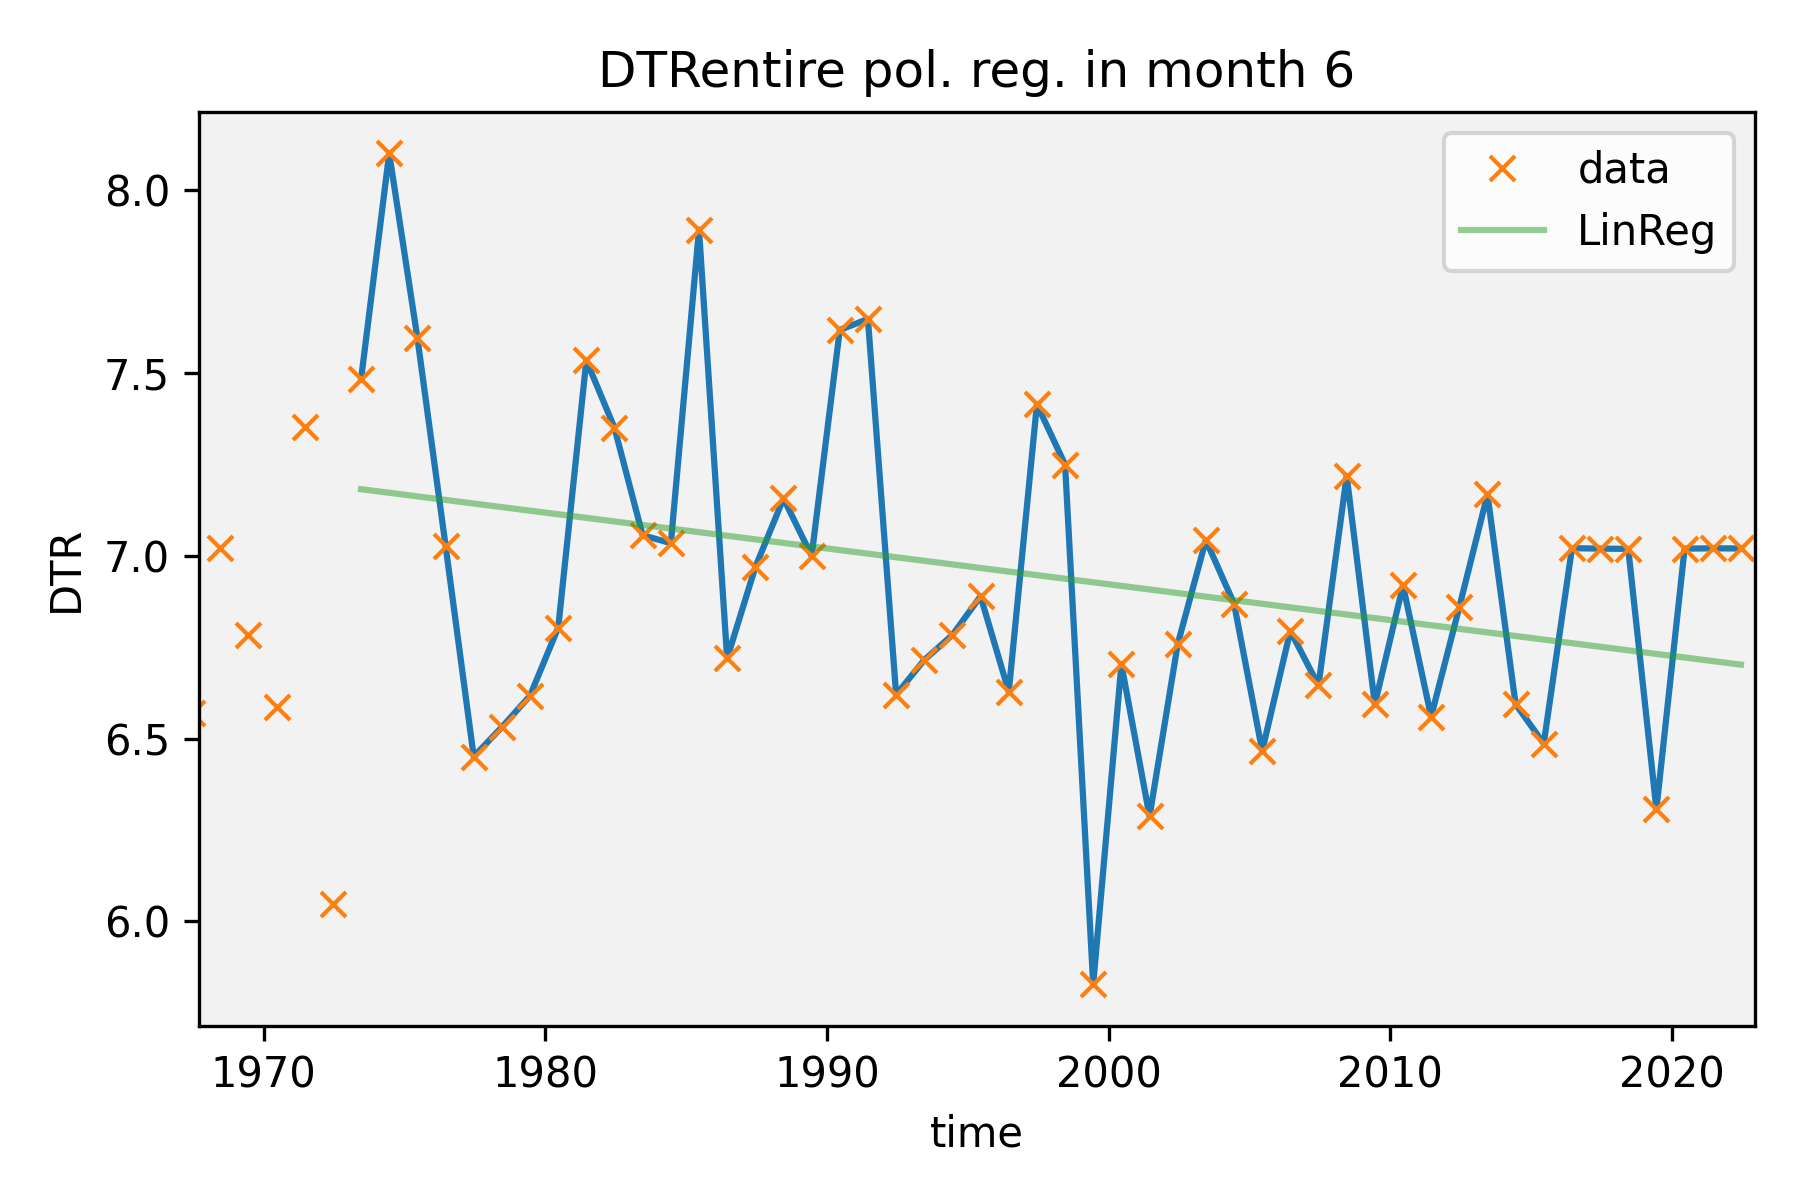 DTRentire pol. reg. in month 6
data
LinReg
8.0
7.5
7.0
6.5
6.0
DTR
1970 1980 1990 2000 2010 2020
time